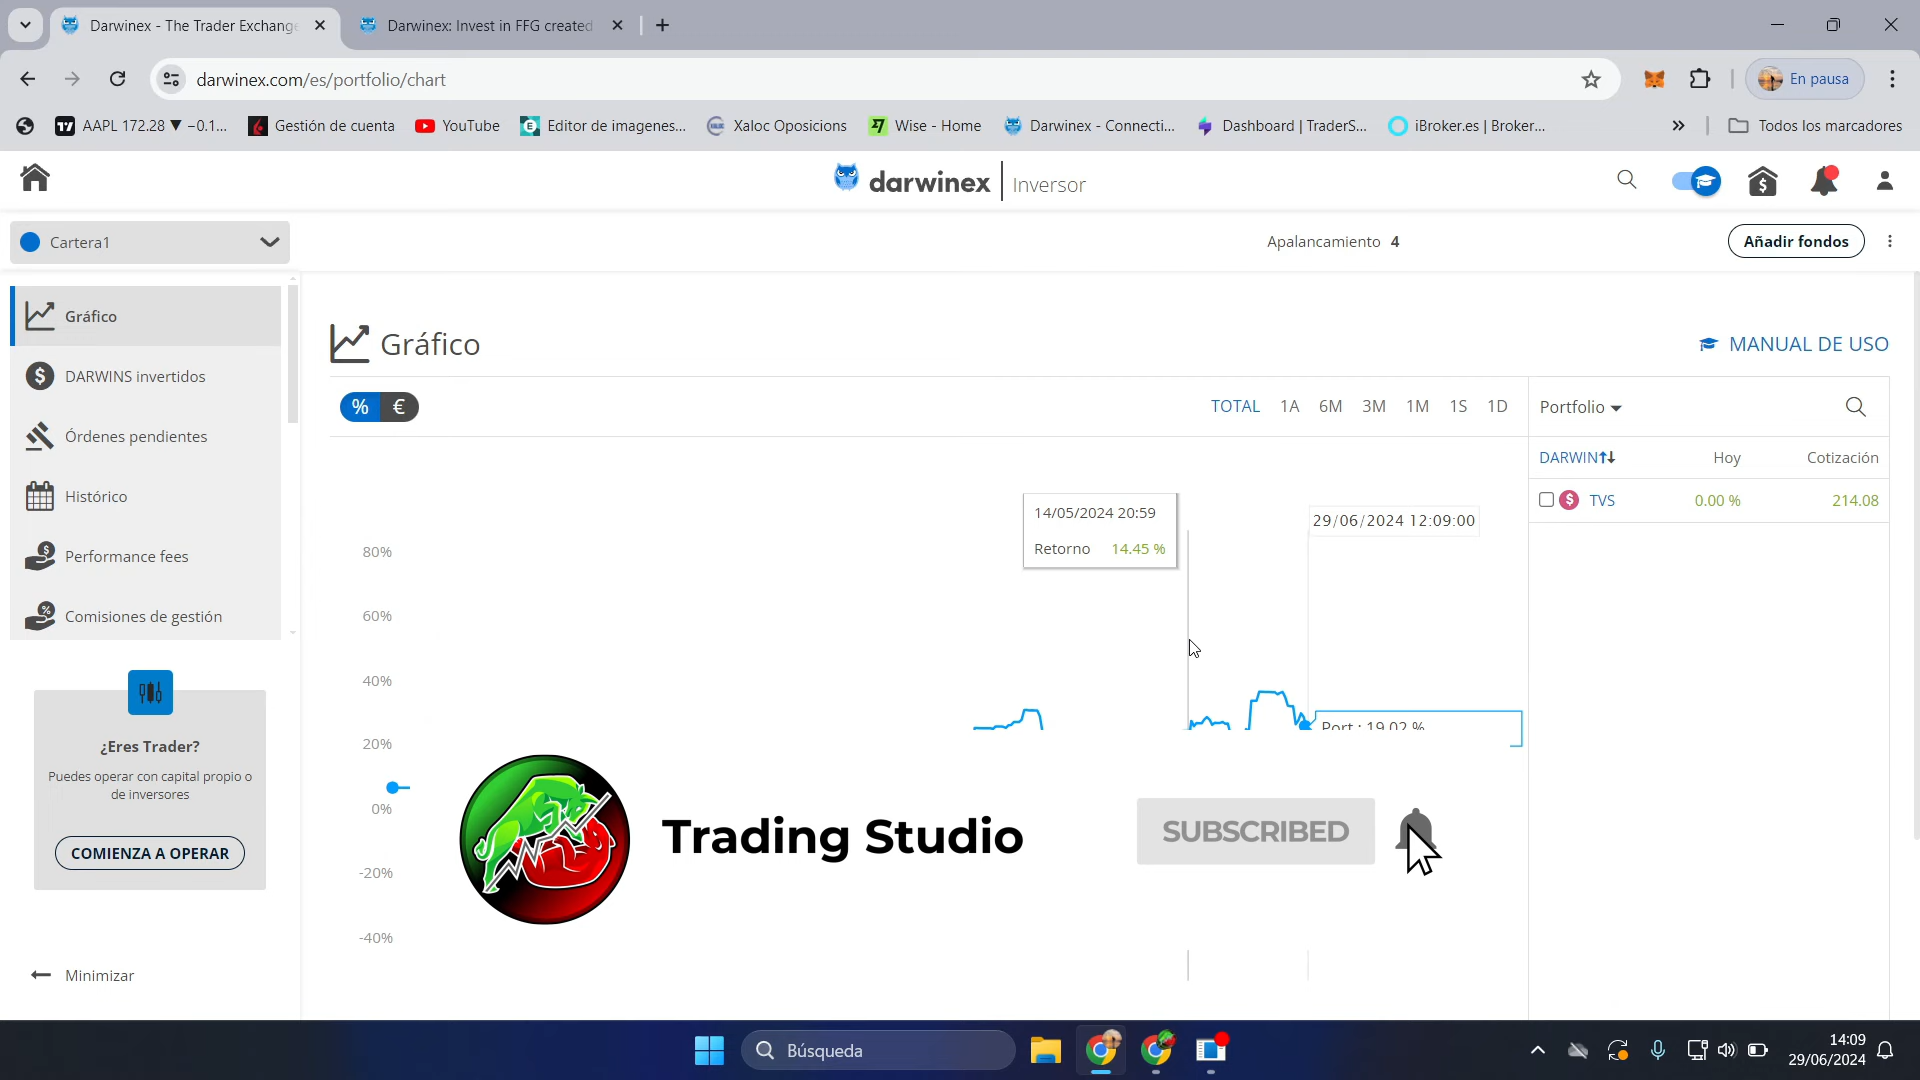 Darwinex - The Trader Exchange
Darwinex: Invest in FFG created
darwinex.com/es/portfolio/chart
En pausa
AAPL 172.28 ▼ −0.1...
Gestión de cuenta
YouTube
Editor de imagenes...
Xaloc Oposicions
Wise - Home
Darwinex - Connecti...
Dashboard | TraderS...
iBroker.es | Broker...
Todos los marcadores
darwinex | Inversor
Cartera1
Apalancamiento 4
Añadir fondos
Gráfico
DARWINS invertidos
Órdenes pendientes
Histórico
Performance fees
Comisiones de gestión
¿Eres Trader?
Puedes operar con capital propio o
de inversores
COMIENZA A OPERAR
Minimizar
Gráfico
MANUAL DE USO
% €
TOTAL 1A 6M 3M 1M 1S 1D
Portfolio
DARWIN Hoy Cotización
TVS 0.00 % 214.08
14/05/2024 20:59
Retorno 14.45 %
29/06/2024 12:09:00
Port.: 19.02 %
80%
60%
40%
20%
0%
-20%
-40%
Trading Studio
SUBSCRIBED
Búsqueda
14:09
29/06/2024